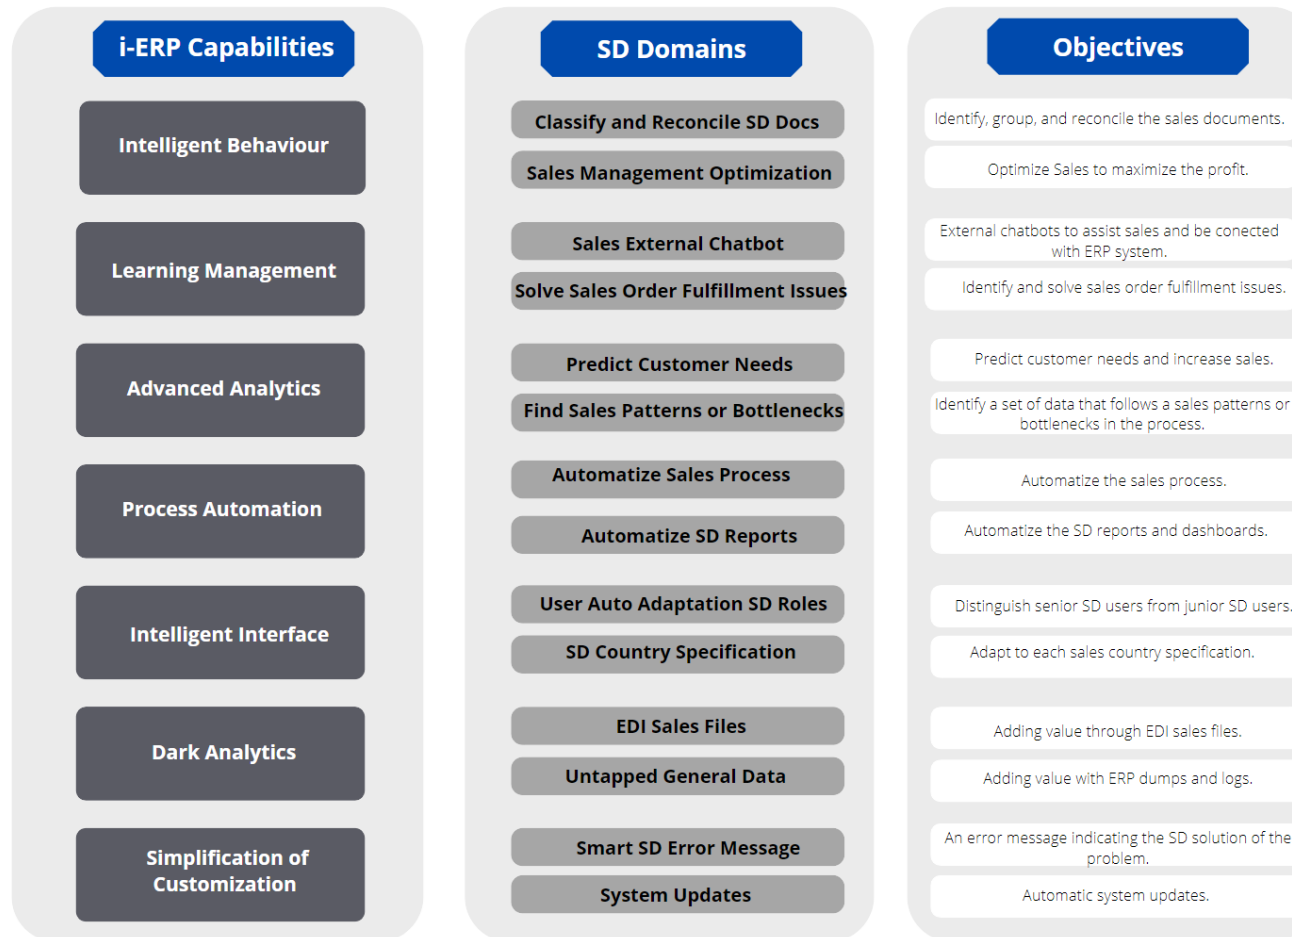 i-ERP Capabilities
SD Domains
Objectives
Intelligent Behaviour
Classify and Reconcile SD Docs
Identify, group, and reconcile the sales documents.
Sales Management Optimization
Optimize Sales to maximize the profit.
Learning Management
Sales External Chatbot
External chatbots to assist sales and be conected
with ERP system.
Solve Sales Order Fulfillment Issues
Identify and solve sales order fulfillment issues.
Advanced Analytics
Predict Customer Needs
Predict customer needs and increase sales.
Find Sales Patterns or Bottlenecks
Identify a set of data that follows a sales patterns or
bottlenecks in the process.
Process Automation
Automatize Sales Process
Automatize the sales process.
Automatize SD Reports
Automatize the SD reports and dashboards.
Intelligent Interface
User Auto Adaptation SD Roles
Distinguish senior SD users from junior SD users.
SD Country Specification
Adapt to each sales country specification.
Dark Analytics
EDI Sales Files
Adding value through EDI sales files.
Untapped General Data
Adding value with ERP dumps and logs.
Simplification of
Customization
Smart SD Error Message
An error message indicating the SD solution of the
problem.
System Updates
Automatic system updates.